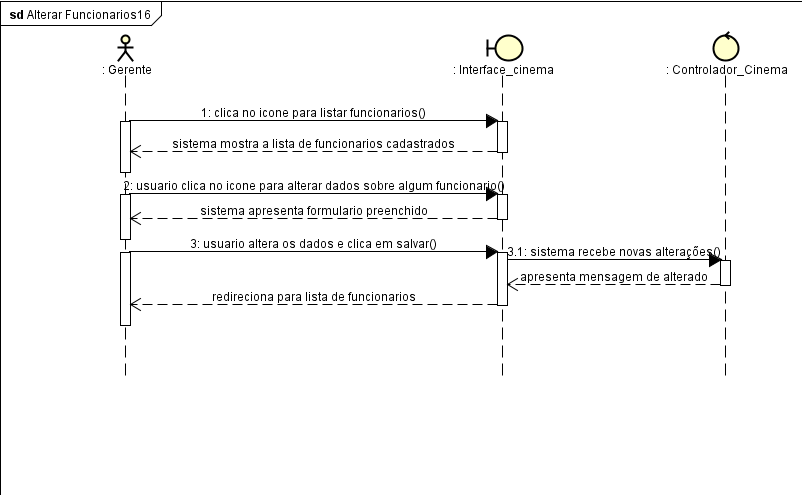 sd Alterar Funcionarios16
: Gerente
: Interface_cinema
: Controlador_Cinema
1: clica no icone para listar funcionarios()
sistema mostra a lista de funcionarios cadastrados
2: usuario clica no icone para alterar dados sobre algum funcionario()
sistema apresenta formulario preenchido
3: usuario altera os dados e clica em salvar()
3.1: sistema recebe novas alterações()
apresenta mensagem de alterado
redireciona para lista de funcionarios